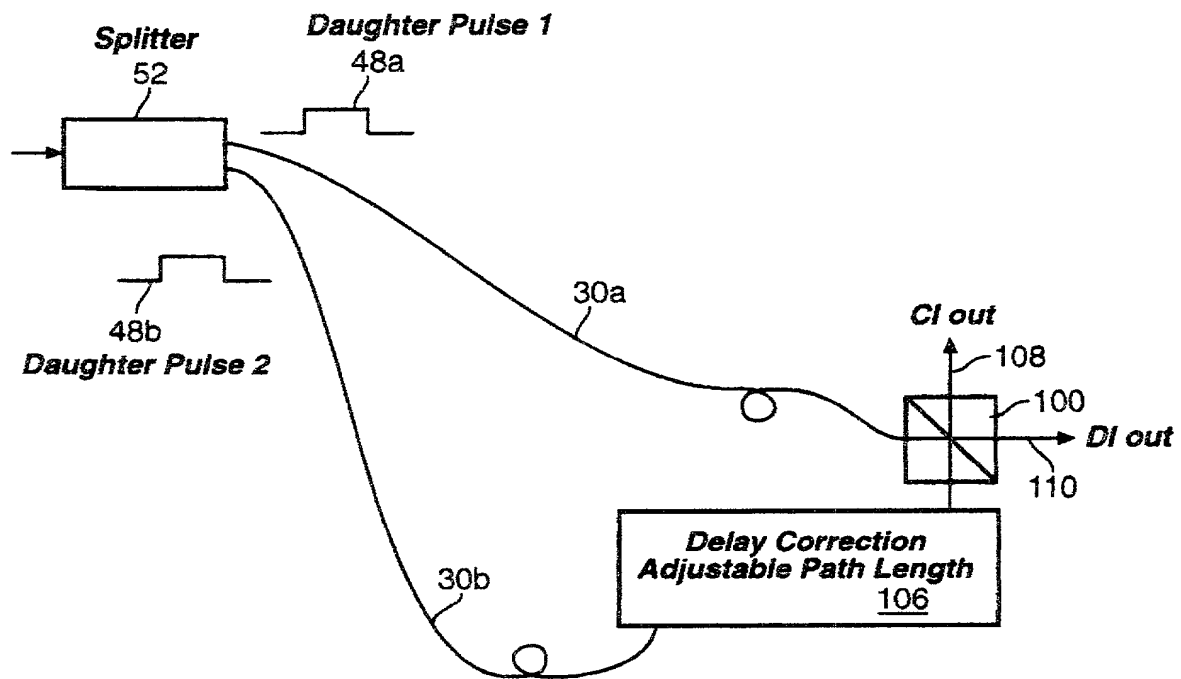 Splitter
52
Daughter Pulse 1
48a
48b
Daughter Pulse 2
30a
CI out
108
100
DI out
110
Delay Correction
Adjustable Path Length
106
30b